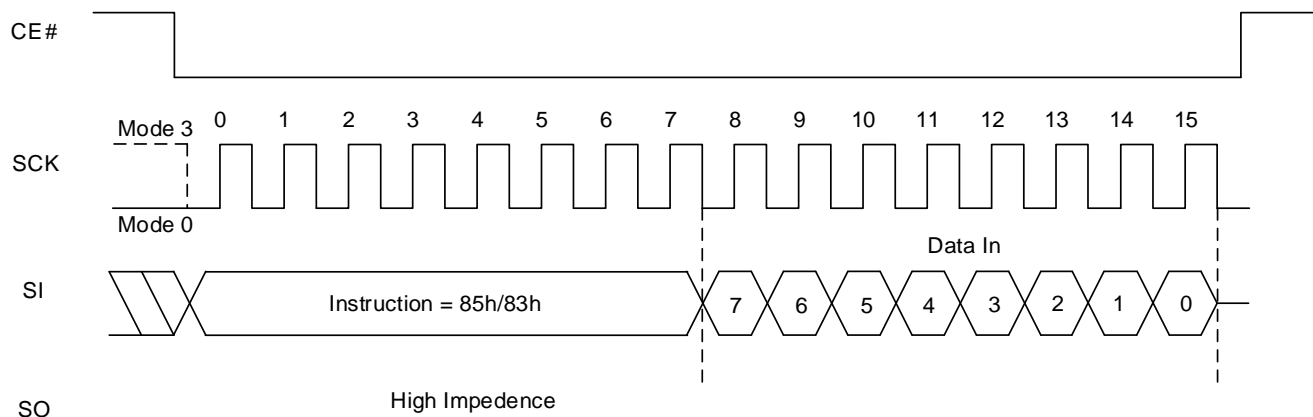 CE#
0 1 2 3 4 5 6 7 8 9 10 11 12 13 14 15
Mode 3
SCK
Mode 0
Data In
SI
Instruction = 85h/83h
7 6 5 4 3 2 1 0
High Impedence
SO